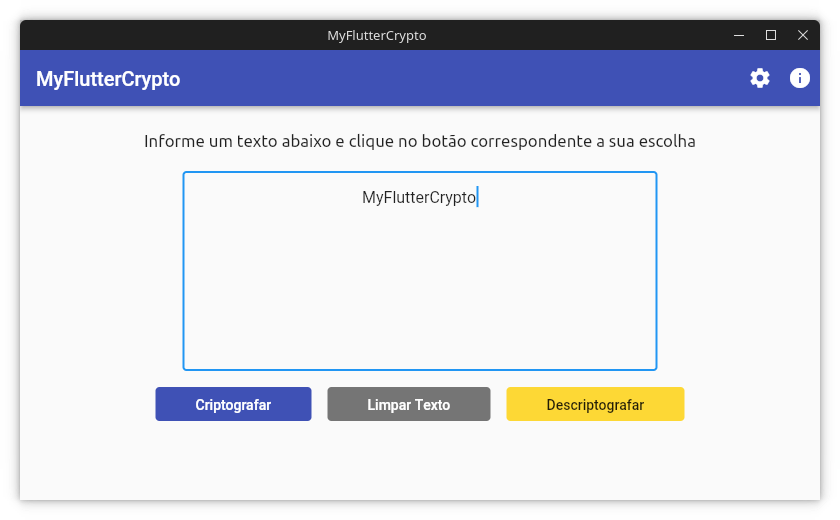 MyFlutterCrypto
MyFlutterCrypto
Informe um texto abaixo e clique no botão correspondente a sua escolha
MyFlutterCrypto
Criptografar
Limpar Texto
Descriptografar